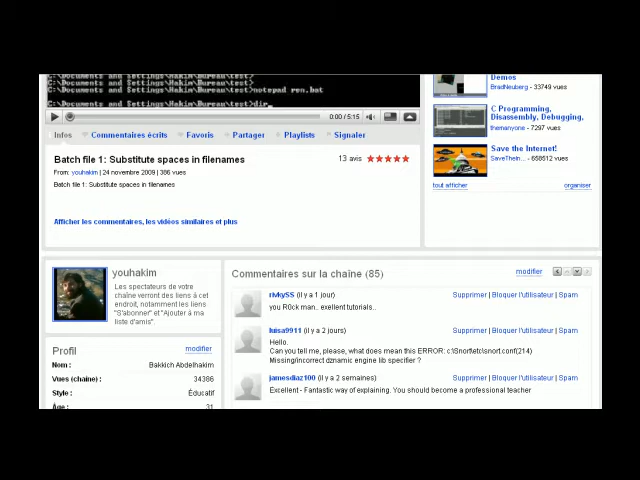 C:\Documents and Settings\Hakim\Bureau\test>
C:\Documents and Settings\Hakim\Bureau\test>notepad ren.bat
C:\Documents and Settings\Hakim\Bureau\test>dir_
0:00 / 5:15
Infos Commentaires écrits Favoris Partager Playlists Signaler
Batch file 1: Substitute spaces in filenames 13 avis
From: youhakim | 24 novembre 2009 | 386 vues
Batch file 1: Substitute spaces in filenames
Afficher les commentaires, les vidéos similaires et plus
Demos
BradNeuberg - 33749 vues
C Programming,
Disassembly, Debugging,
themanyone - 7297 vues
Save the Internet!
SaveTheIn... - 658512 vues
tout afficher organiser
youhakim
Les spectateurs de votre
chaîne verront des liens à cet
endroit, notamment les liens
"S'abonner" et "Ajouter à ma
liste d'amis".
Profil modifier
Nom : Bakkich Abdelhakim
Vues (chaîne) : 34386
Style : Éducatif
Âge : 31
Commentaires sur la chaîne (85) modifier
rivkySS (il y a 1 jour) Supprimer | Bloquer l'utilisateur | Spam
you R0ck man.. exellent tutorials..
luisa9911 (il y a 2 jours) Supprimer | Bloquer l'utilisateur | Spam
Hello.
Can you tell me, please, what does mean this ERROR: c:\Snort\etc\snort.conf(214)
Missing/incorrect dznamic engine lib specifier ?
jamesdiaz100 (il y a 2 semaines) Supprimer | Bloquer l'utilisateur | Spam
Excellent - Fantastic way of explaining. You should become a professional teacher